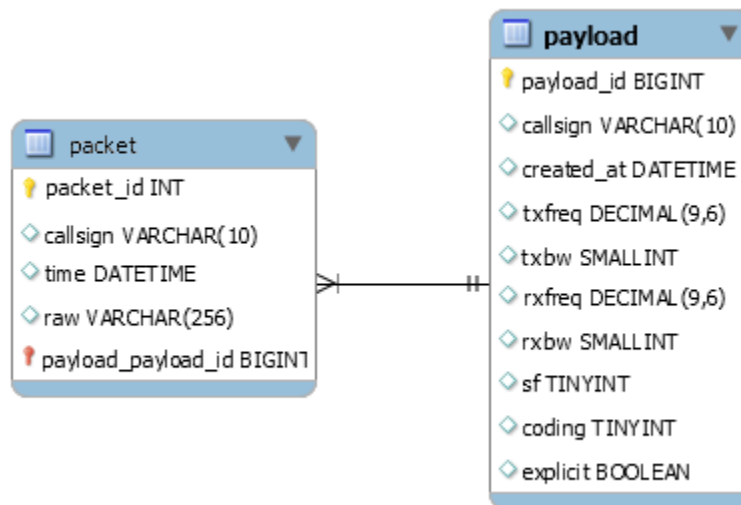 packet
packet_id INT
callsign VARCHAR(10)
time DATETIME
raw VARCHAR(256)
payload_payload_id BIGINT
payload
payload_id BIGINT
callsign VARCHAR(10)
created_at DATETIME
txfreq DECIMAL(9,6)
txbw SMALLINT
rxfreq DECIMAL(9,6)
rxbw SMALLINT
sf TINYINT
coding TINYINT
explicit BOOLEAN